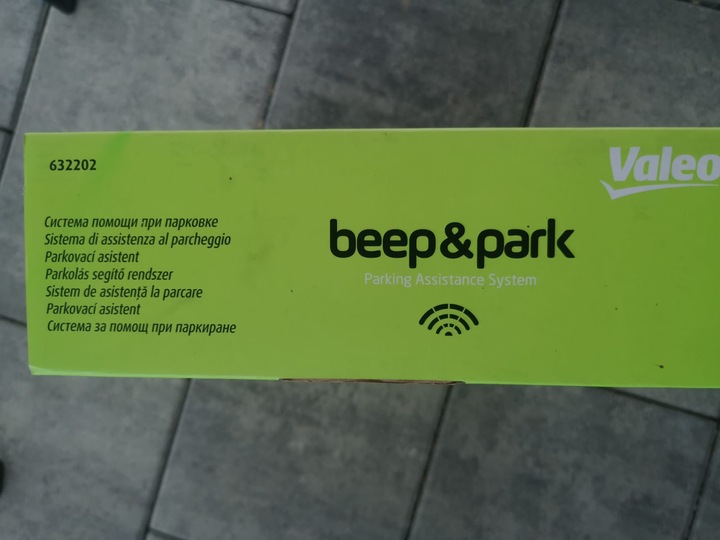 632202
Valeo
Система помощи при парковке
Sistema di assistenza al parcheggio
Parkovací asistent
Parkolás segítő rendszer
Sistem de asistență la parcare
Parkovací asistent
Система за помощ при паркиране
beep&park
Parking Assistance System